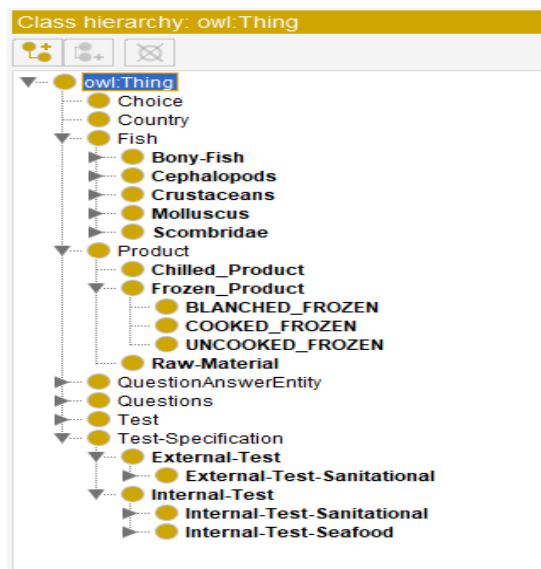 Class hierarchy: owl:Thing
owl:Thing
Choice
Country
Fish
Bony-Fish
Cephalopods
Crustaceans
Molluscus
Scombridae
Product
Chilled_Product
Frozen_Product
BLANCHED_FROZEN
COOKED_FROZEN
UNCOOKED_FROZEN
Raw-Material
QuestionAnswerEntity
Questions
Test
Test-Specification
External-Test
External-Test-Sanitational
Internal-Test
Internal-Test-Sanitational
Internal-Test-Seafood